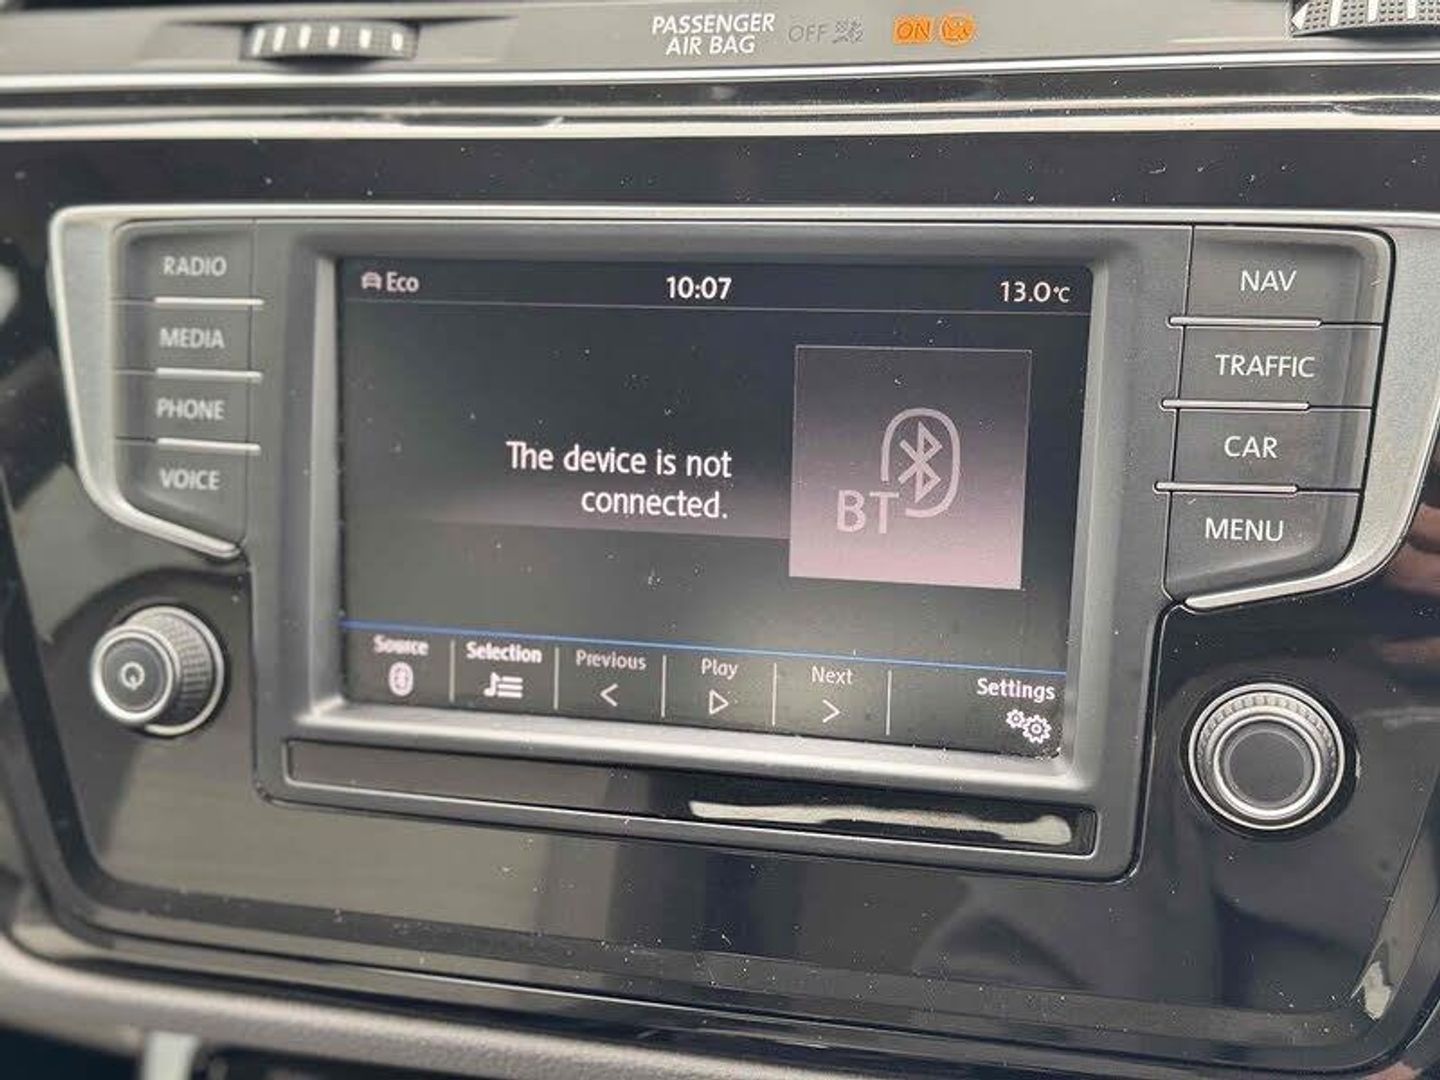 PASSENGER
AIR BAG
OFF
ON
RADIO
MEDIA
PHONE
VOICE
Eco
10:07
13.0°C
The device is not
connected.
BT
Source
Selection
Previous
Play
Next
Settings
NAV
TRAFFIC
CAR
MENU